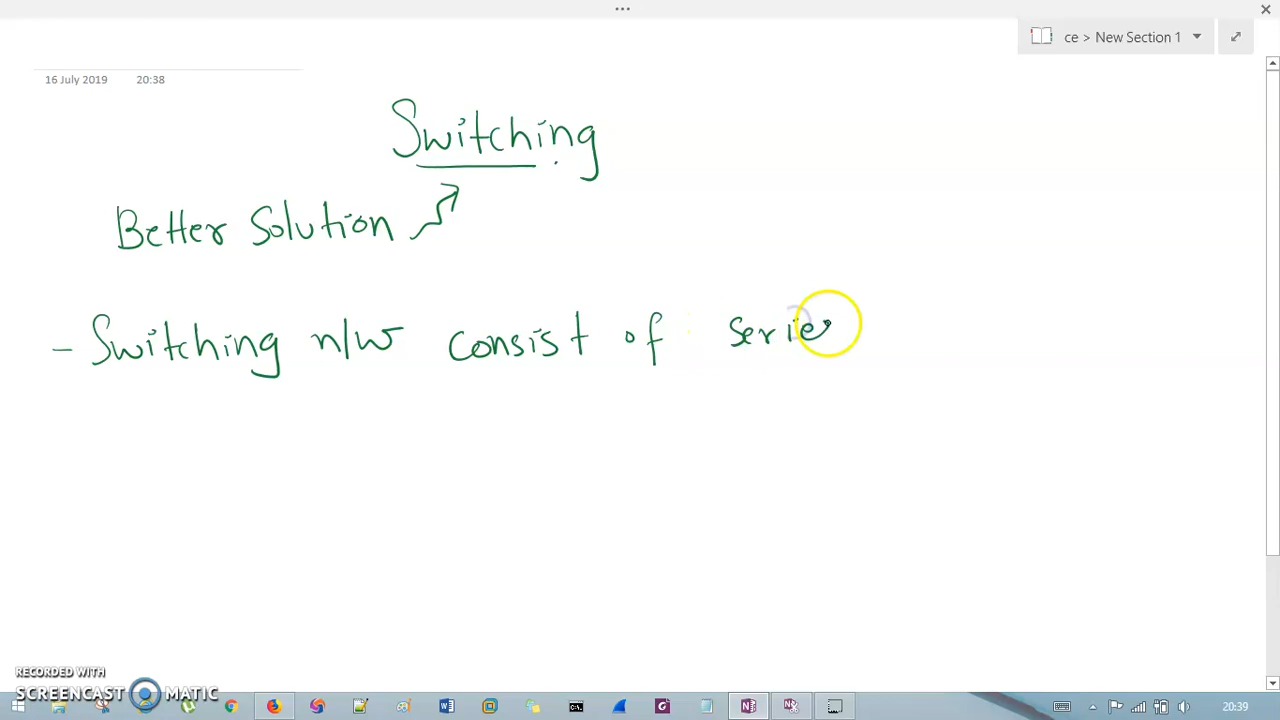 ...
ce > New Section 1
16 July 2019 20:38
Switching
Better Solution
- Switching n/w consist of serie
RECORDED WITH
SCREENCAST MATIC
20:39